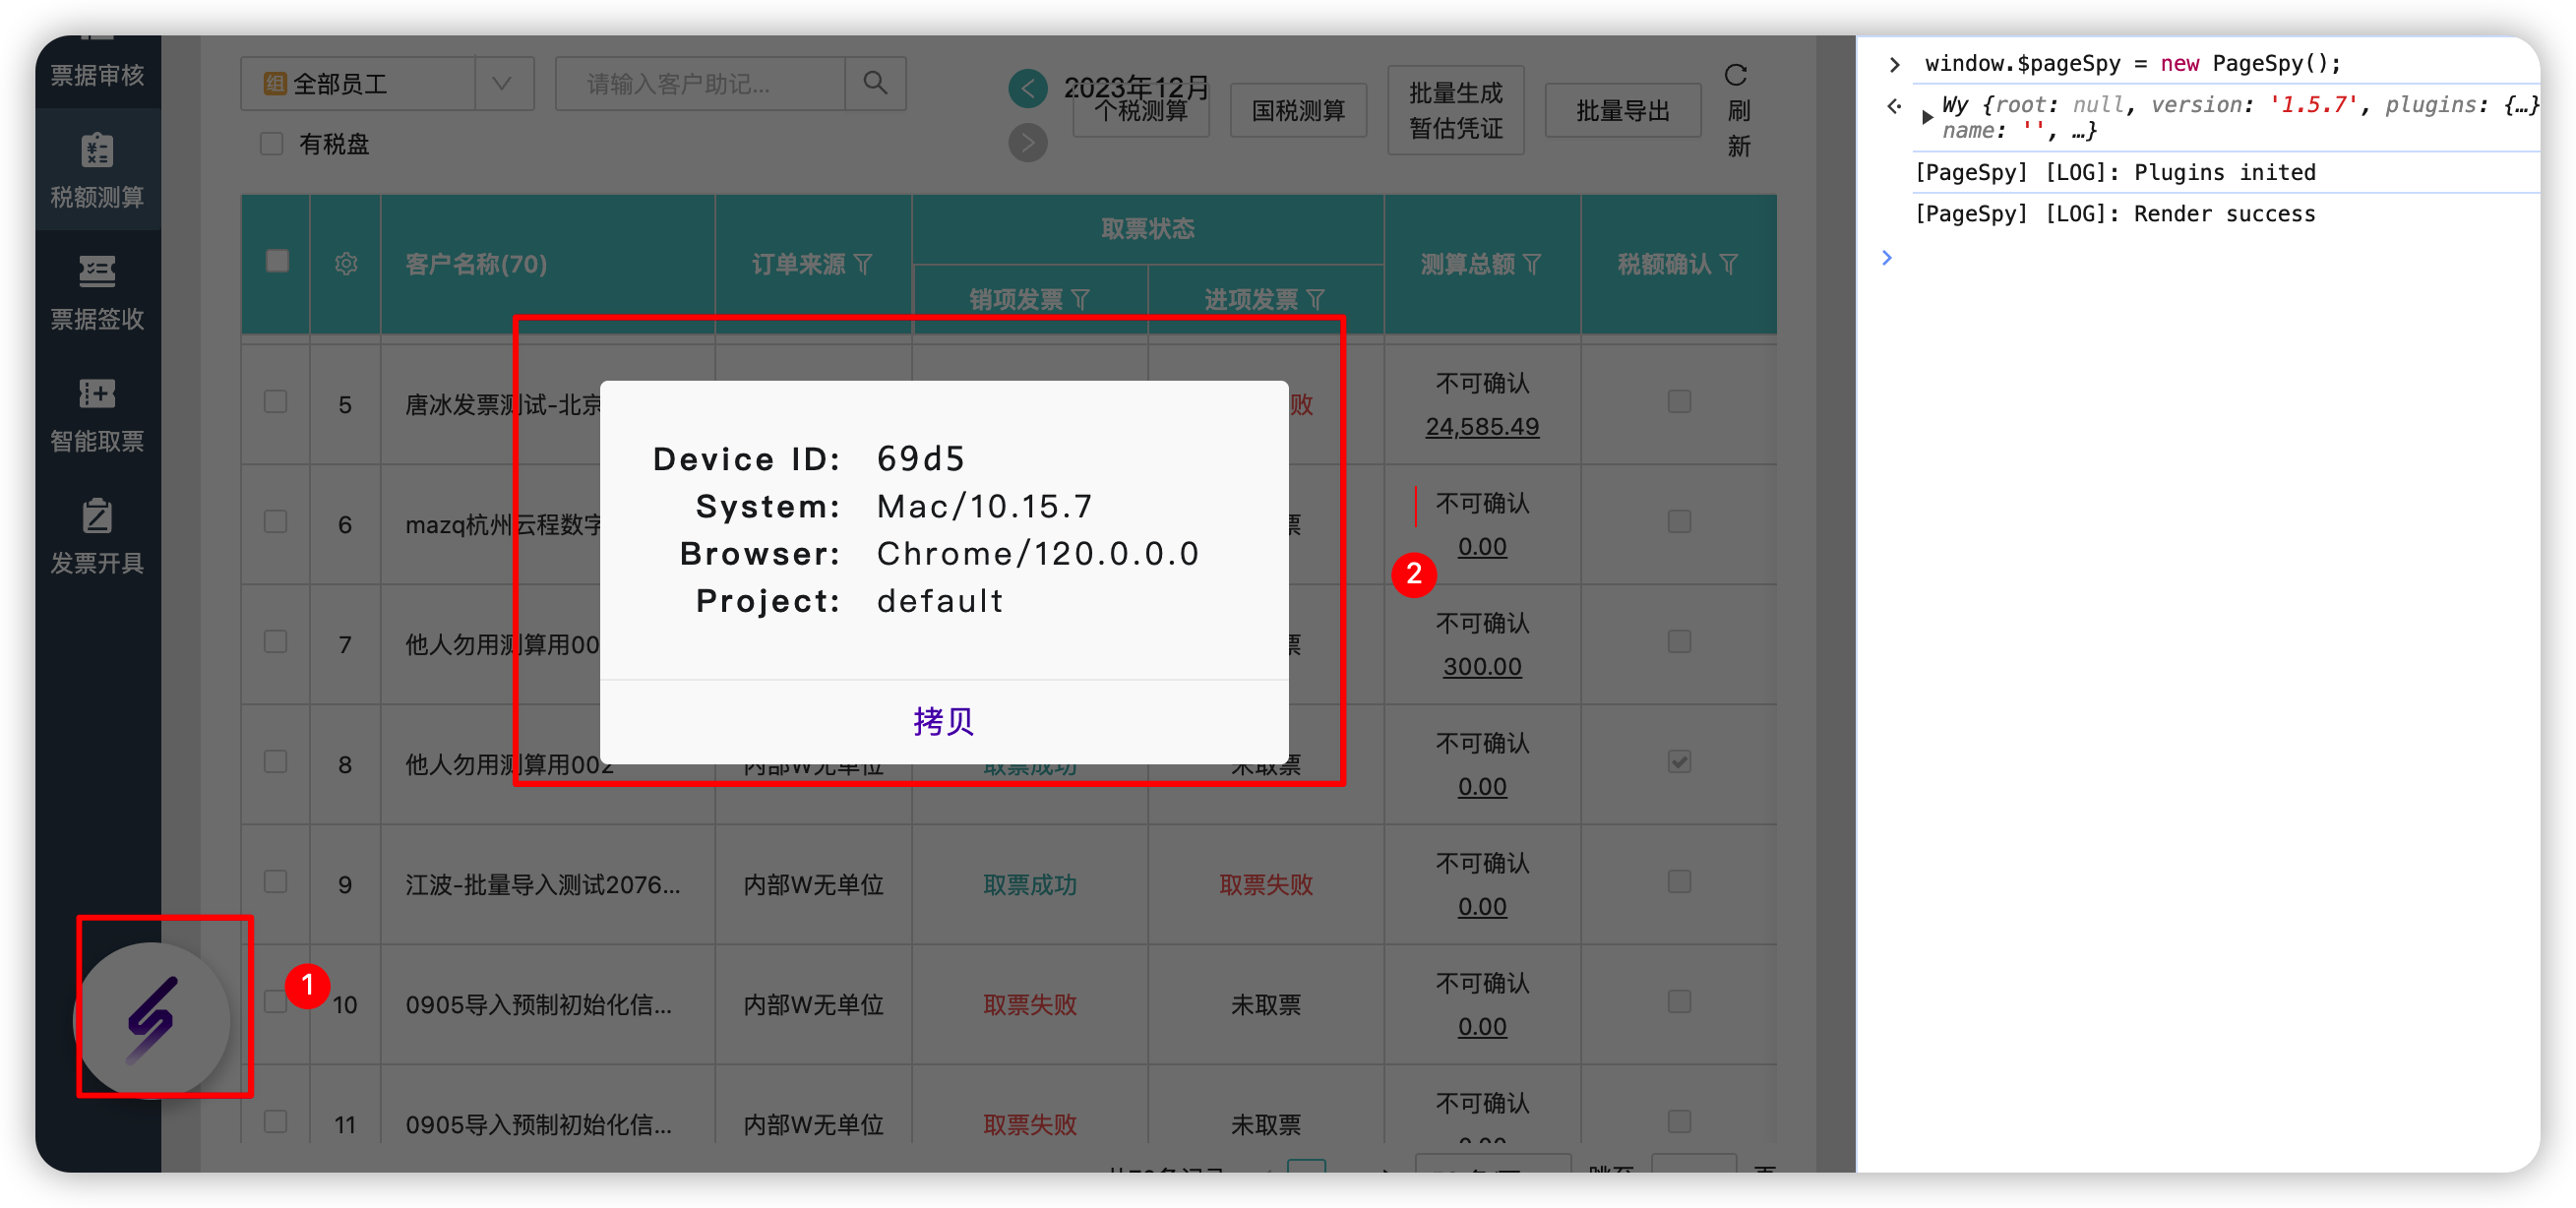 票据审核
税额测算
票据签收
智能取票
发票开具
组 全部员工
请输入客户助记...
2023年12月
个税测算
国税测算
批量生成
暂估凭证
批量导出
刷
新
有税盘
客户名称(70)
订单来源
取票状态
销项发票
进项发票
测算总额
税额确认
5
唐冰发票测试-北京
败
不可确认
24,585.49
6
mazq杭州云程数字
票
不可确认
0.00
7
他人勿用测算用00
票
不可确认
300.00
8
他人勿用测算用002
内部W无单位
取票成功
未取票
不可确认
0.00
9
江波-批量导入测试2076...
内部W无单位
取票成功
取票失败
不可确认
0.00
10
0905导入预制初始化信...
内部W无单位
取票失败
未取票
不可确认
0.00
11
0905导入预制初始化信...
内部W无单位
取票失败
未取票
不可确认
0.00
Device ID: 69d5
System: Mac/10.15.7
Browser: Chrome/120.0.0.0
Project: default
拷贝
1
2
window.$pageSpy = new PageSpy();
Wy {root: null, version: '1.5.7', plugins: {…}
name: '', …}
[PageSpy] [LOG]: Plugins inited
[PageSpy] [LOG]: Render success